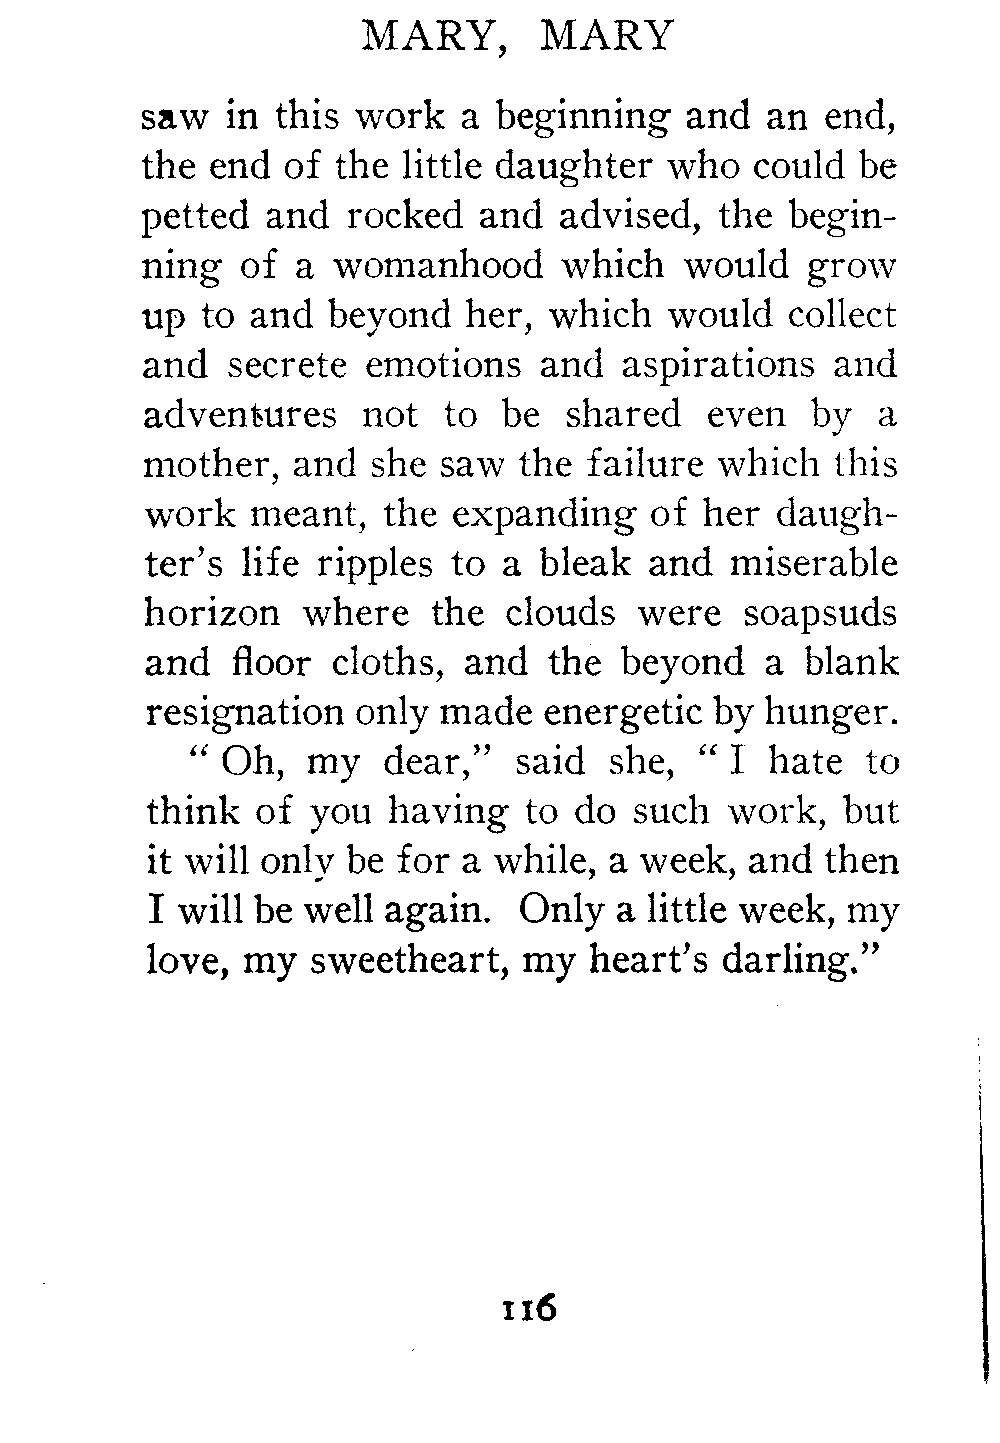 MARY, MARY
saw in this work a beginning and an end,
the end of the little daughter who could be
petted and rocked and advised, the begin-
ning of a womanhood which would grow
up to and beyond her, which would collect
and secrete emotions and aspirations and
adventures not to be shared even by a
mother, and she saw the failure which this
work meant, the expanding of her daugh-
ter's life ripples to a bleak and miserable
horizon where the clouds were soapsuds
and floor cloths, and the beyond a blank
resignation only made energetic by hunger.
“ Oh, my dear,” said she, “ I hate to
think of you having to do such work, but
it will only be for a while, a week, and then
I will be well again. Only a little week, my
love, my sweetheart, my heart's darling.”
116